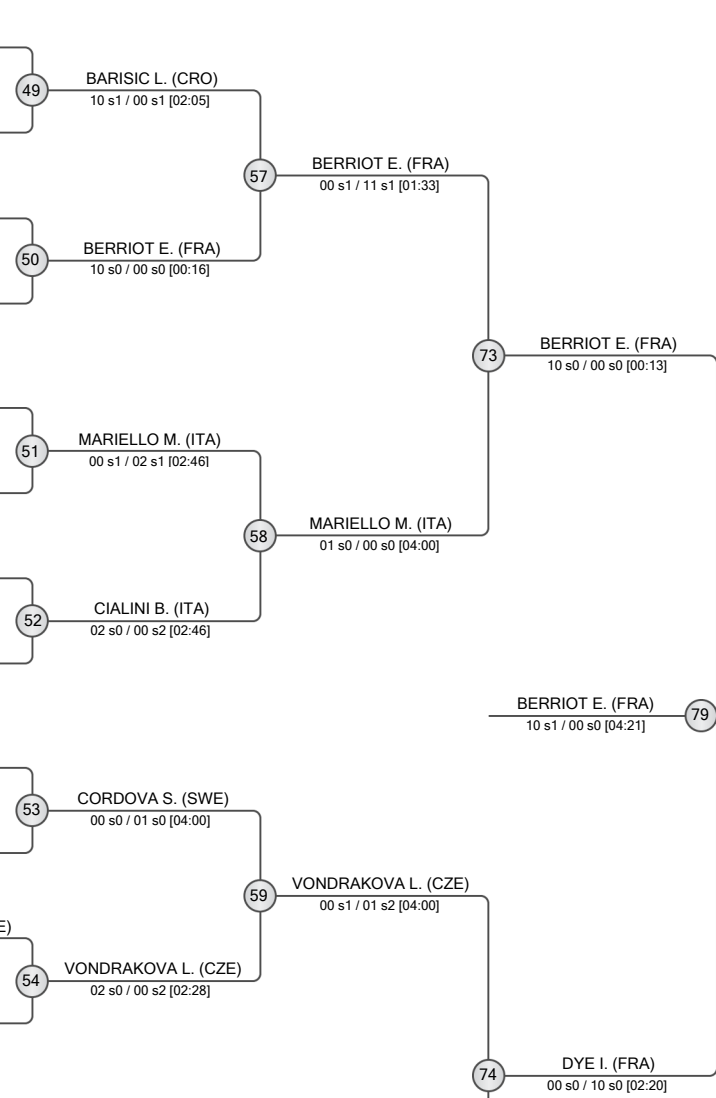 49
BARISIC L. (CRO)
10 s1 / 00 s1 [02:05]
57
BERRIOT E. (FRA)
00 s1 / 11 s1 [01:33]
50
BERRIOT E. (FRA)
10 s0 / 00 s0 [00:16]
73
BERRIOT E. (FRA)
10 s0 / 00 s0 [00:13]
51
MARIELLO M. (ITA)
00 s1 / 02 s1 [02:46]
58
MARIELLO M. (ITA)
01 s0 / 00 s0 [04:00]
52
CIALINI B. (ITA)
02 s0 / 00 s2 [02:46]
BERRIOT E. (FRA)
10 s1 / 00 s0 [04:21]
79
53
CORDOVA S. (SWE)
00 s0 / 01 s0 [04:00]
59
VONDRAKOVA L. (CZE)
00 s1 / 01 s2 [04:00]
E)
54
VONDRAKOVA L. (CZE)
02 s0 / 00 s2 [02:28]
74
DYE I. (FRA)
00 s0 / 10 s0 [02:20]